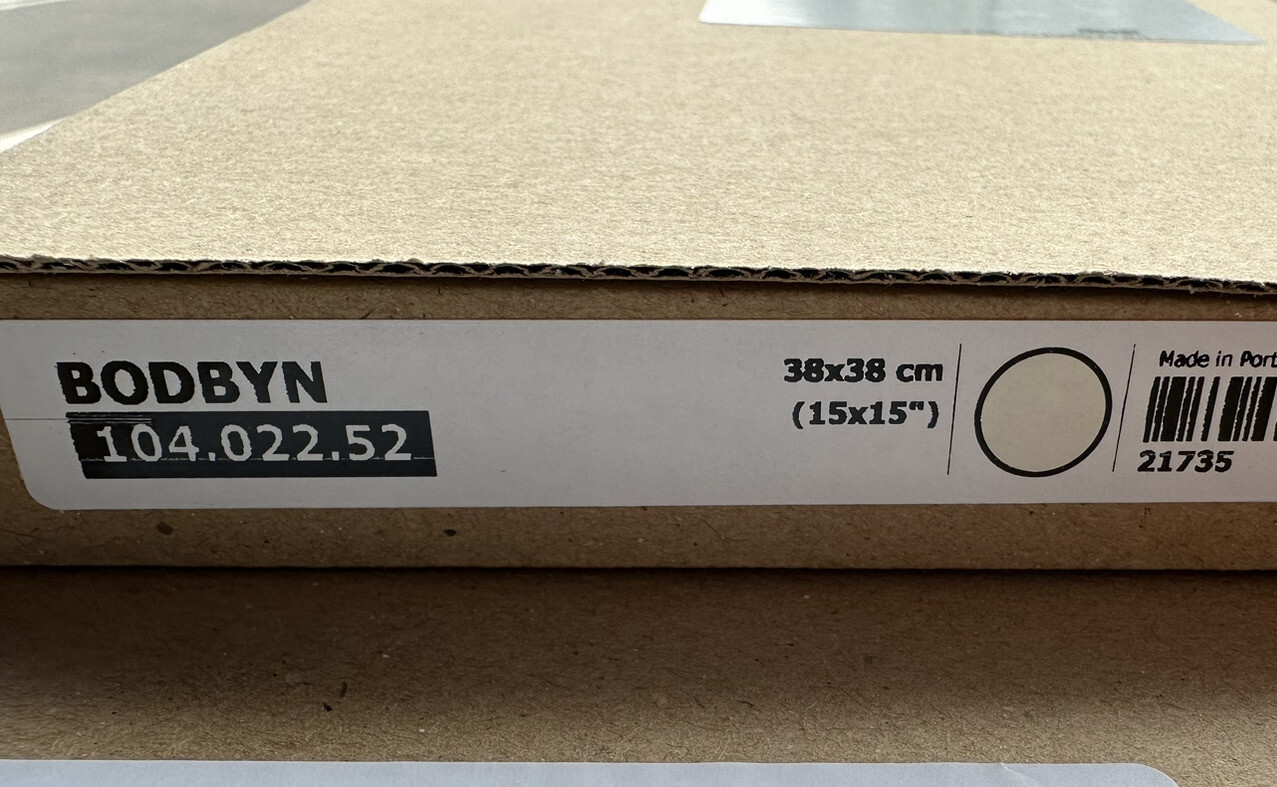 BODBYN
104.022.52
38x38 cm
(15x15")
Made in Port
21735